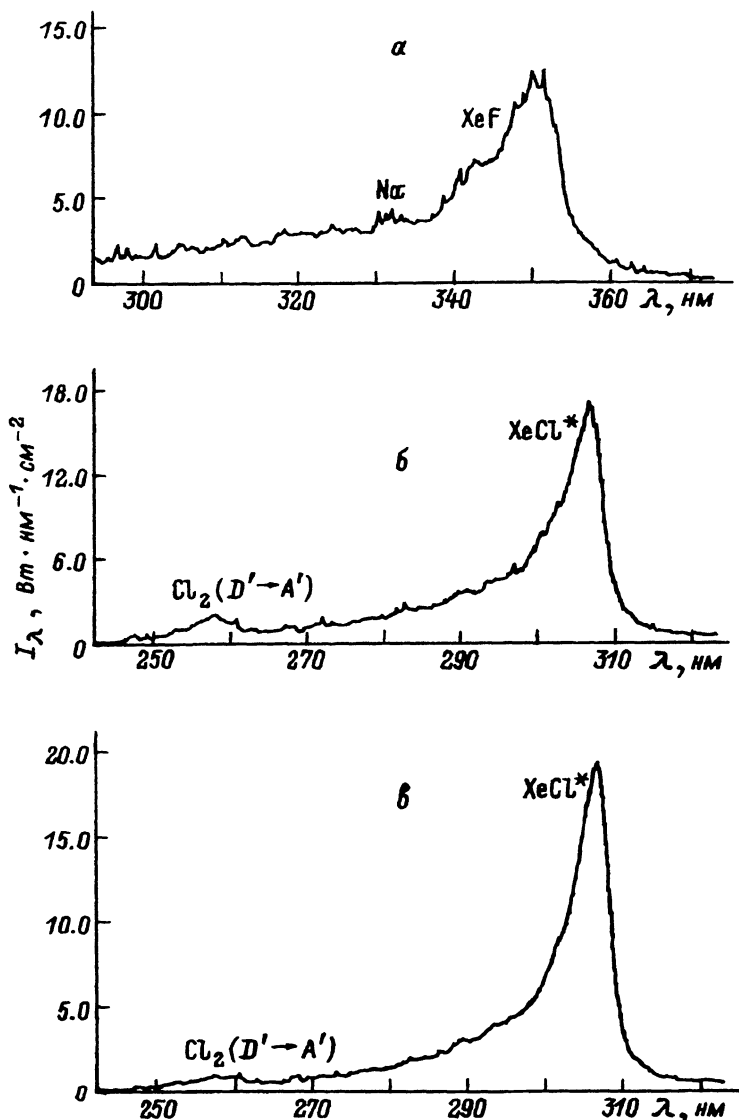 15.0
а
10.0
XeF
Na
5.0
0
300 320 340 360 λ, нм
I_λ, Вт · нм⁻¹ · см⁻²
18.0
XeCl*
б
12.0
6.0
Cl₂(D′→A′)
0
250 270 290 310 λ, нм
20.0
XeCl*
в
15.0
10.0
5.0
Cl₂(D′→A′)
0
250 270 290 310 λ, нм